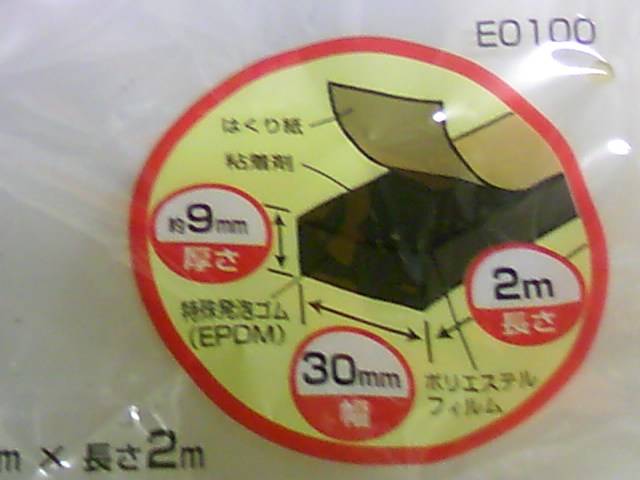 E0100
はくり紙
粘着剤
約9mm
厚さ
2m
長さ
特殊発泡ゴム
(EPDM)
30mm
幅
ポリエステル
フィルム
m × 長さ2m